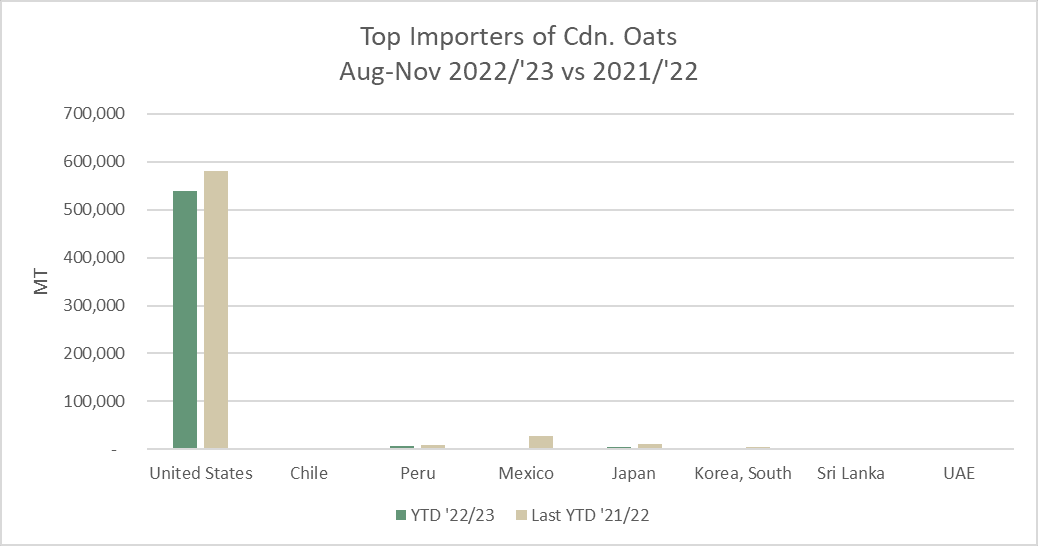 Top Importers of Cdn. Oats
Aug-Nov 2022/'23 vs 2021/'22
700,000
600,000
500,000
400,000
300,000
200,000
100,000
-
MT
United States Chile Peru Mexico Japan Korea, South Sri Lanka UAE
YTD '22/23 Last YTD '21/22